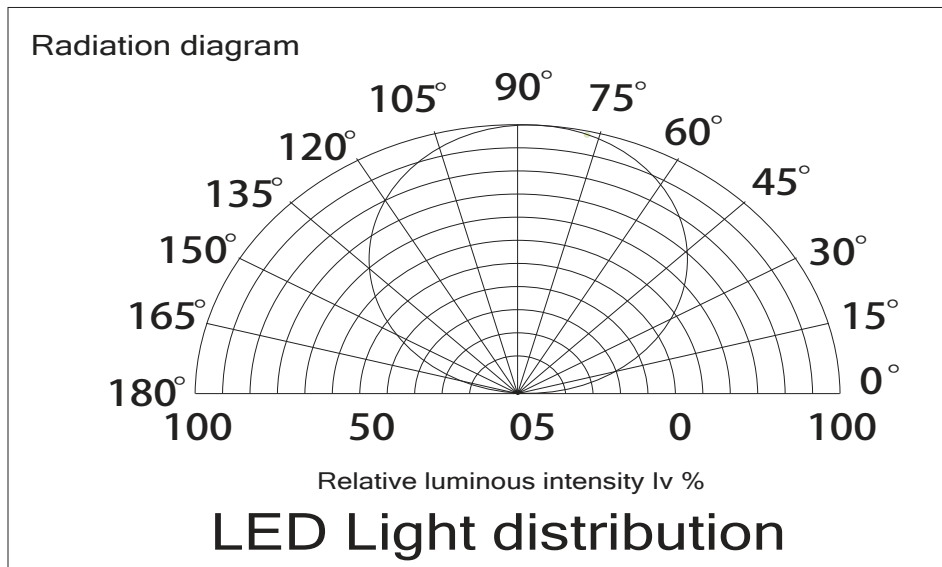 Radiation diagram
90°
105° 75°
120° 60°
135° 45°
150° 30°
165° 15°
180° 0°
100 50 05 0 100
Relative luminous intensity Iv %
LED Light distribution